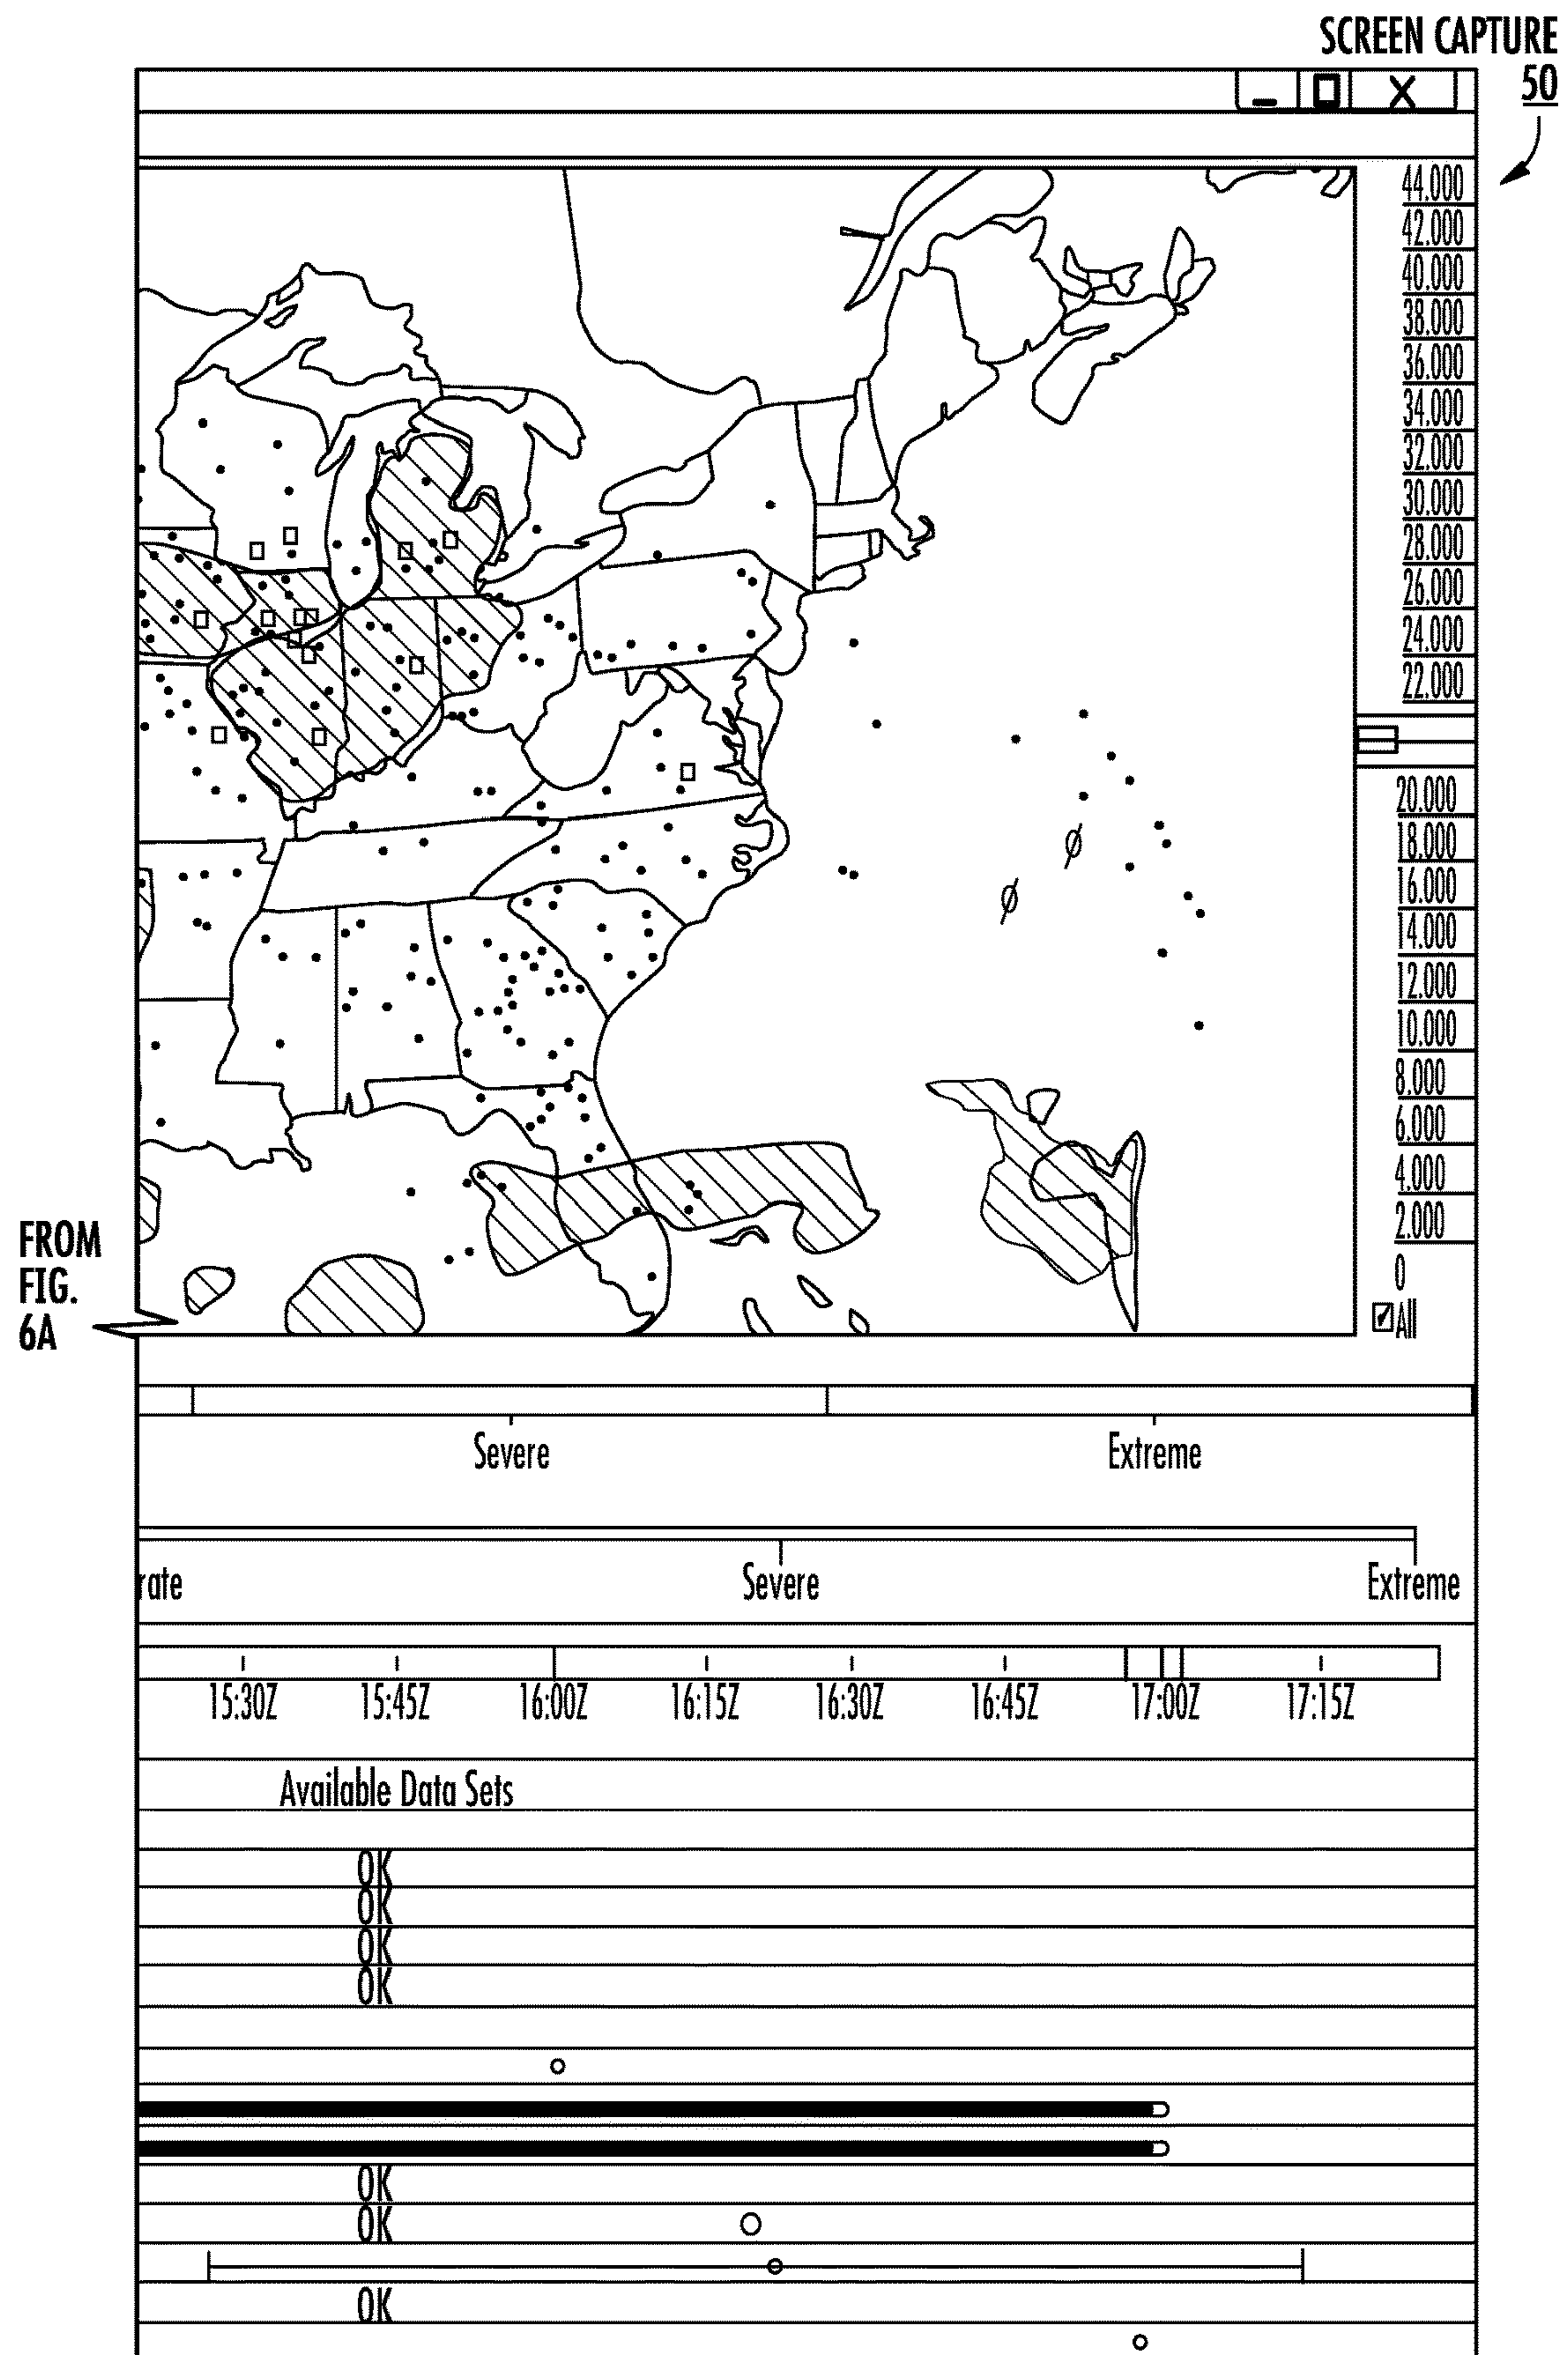 SCREEN CAPTURE
50
X
44.000
42.000
40.000
38.000
36.000
34.000
32.000
30.000
28.000
26.000
24.000
22.000
20.000
18.000
16.000
14.000
12.000
10.000
8.000
6.000
4.000
2.000
0
All
FROM
FIG.
6A
Severe Extreme
rate Severe Extreme
15:30Z 15:45Z 16:00Z 16:15Z 16:30Z 16:45Z 17:00Z 17:15Z
Available Data Sets
OK
OK
OK
OK
OK
OK
OK